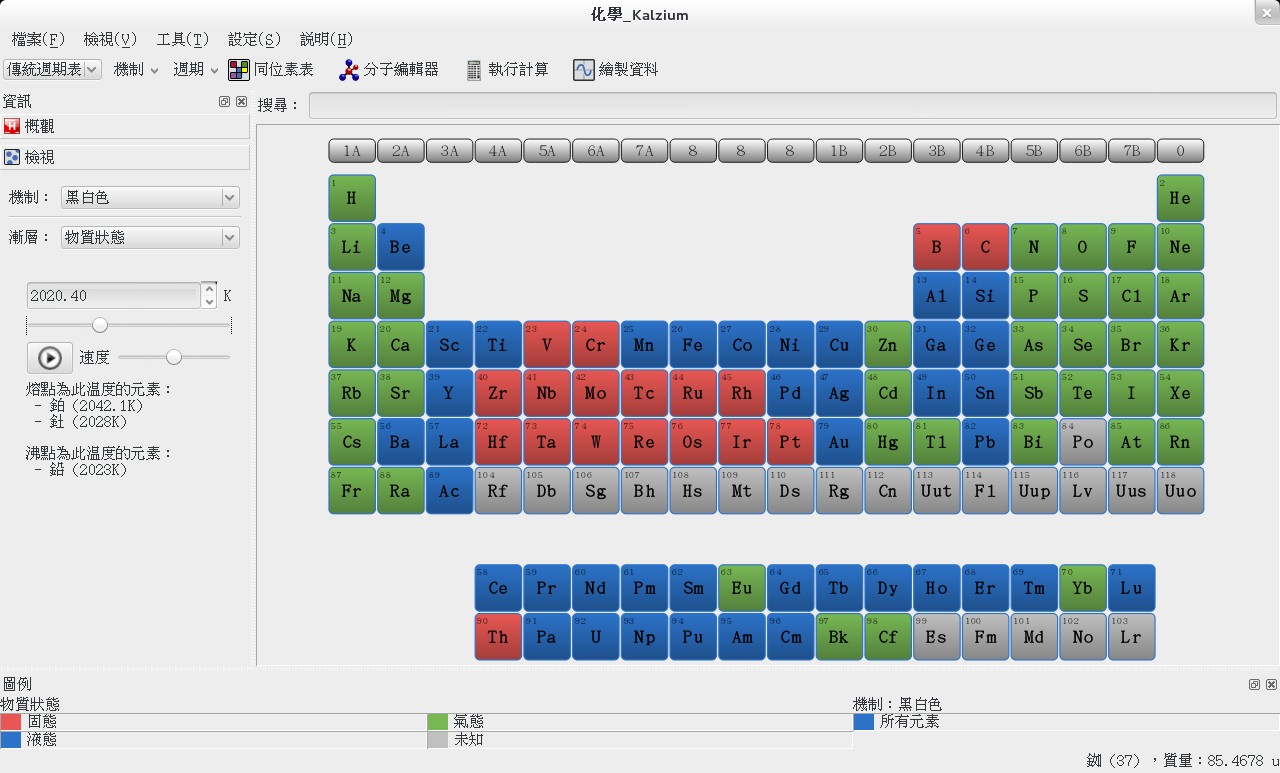 化學_Kalzium
檔案(F) 檢視(V) 工具(T) 設定(S) 說明(H)
傳統週期表 機制 週期 同位素表 分子編輯器 執行計算 繪製資料
資訊
搜尋：
概觀
檢視
機制： 黑白色
漸層： 物質狀態
2020.40 K
速度
熔點為此溫度的元素：
- 鉑 (2042.1K)
- 釭 (2028K)
沸點為此溫度的元素：
- 鉛 (2023K)
1A 2A 3A 4A 5A 6A 7A 8 8 8 1B 2B 3B 4B 5B 6B 7B 0
1 H 2 He
3 Li 4 Be 5 B 6 C 7 N 8 O 9 F 10 Ne
11 Na 12 Mg 13 Al 14 Si 15 P 16 S 17 Cl 18 Ar
19 K 20 Ca 21 Sc 22 Ti 23 V 24 Cr 25 Mn 26 Fe 27 Co 28 Ni 29 Cu 30 Zn 31 Ga 32 Ge 33 As 34 Se 35 Br 36 Kr
37 Rb 38 Sr 39 Y 40 Zr 41 Nb 42 Mo 43 Tc 44 Ru 45 Rh 46 Pd 47 Ag 48 Cd 49 In 50 Sn 51 Sb 52 Te 53 I 54 Xe
55 Cs 56 Ba 57 La 72 Hf 73 Ta 74 W 75 Re 76 Os 77 Ir 78 Pt 79 Au 80 Hg 81 Tl 82 Pb 83 Bi 84 Po 85 At 86 Rn
87 Fr 88 Ra 89 Ac 104 Rf 105 Db 106 Sg 107 Bh 108 Hs 109 Mt 110 Ds 111 Rg 112 Cn 113 Uut 114 Fl 115 Uup 116 Lv 117 Uus 118 Uuo
58 Ce 59 Pr 60 Nd 61 Pm 62 Sm 63 Eu 64 Gd 65 Tb 66 Dy 67 Ho 68 Er 69 Tm 70 Yb 71 Lu
90 Th 91 Pa 92 U 93 Np 94 Pu 95 Am 96 Cm 97 Bk 98 Cf 99 Es 100 Fm 101 Md 102 No 103 Lr
圖例
物質狀態 機制：黑白色
固態 氣態 所有元素
液態 未知
銣 (37) ，質量：85.4678 u